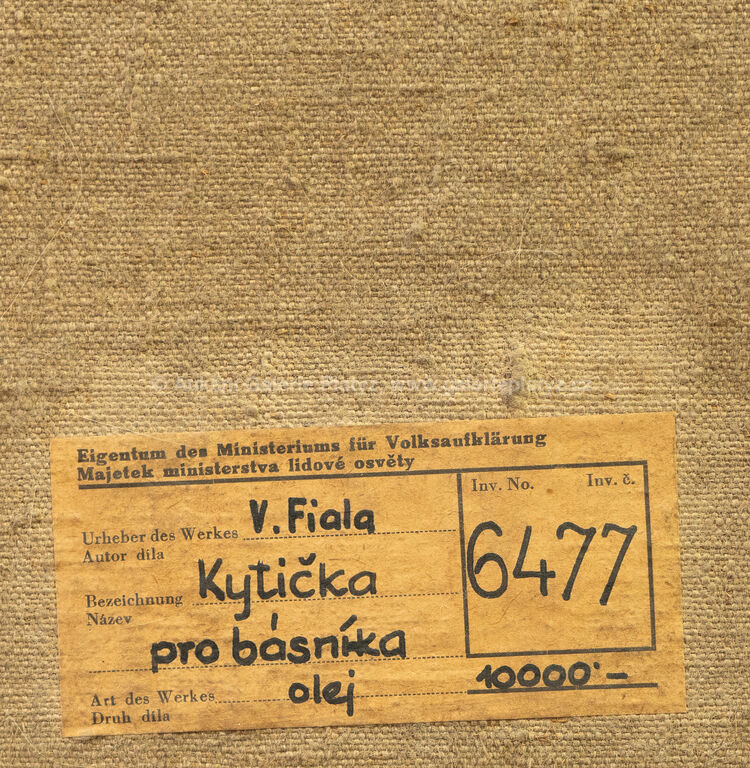 Eigentum des Ministeriums für Volksaufklärung
Majetek ministerstva lidové osvěty
Inv. No. Inv. č.
6477
Urheber des Werkes V. Fiala
Autor díla
Bezeichnung Kytička
Název
pro básníka
Art des Werkes olej
Druh díla
10000·–